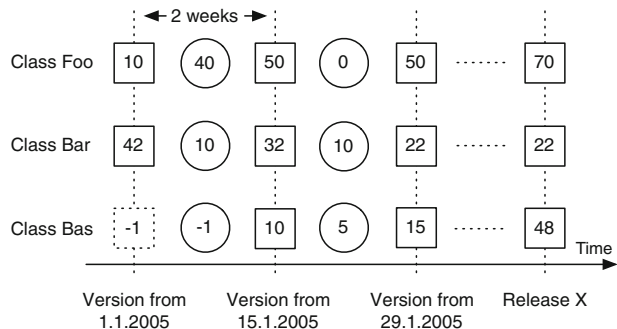 2 weeks
Class Foo 10 40 50 0 50 70
Class Bar 42 10 32 10 22 22
Class Bas -1 -1 10 5 15 48
Time
Version from 1.1.2005
Version from 15.1.2005
Version from 29.1.2005
Release X